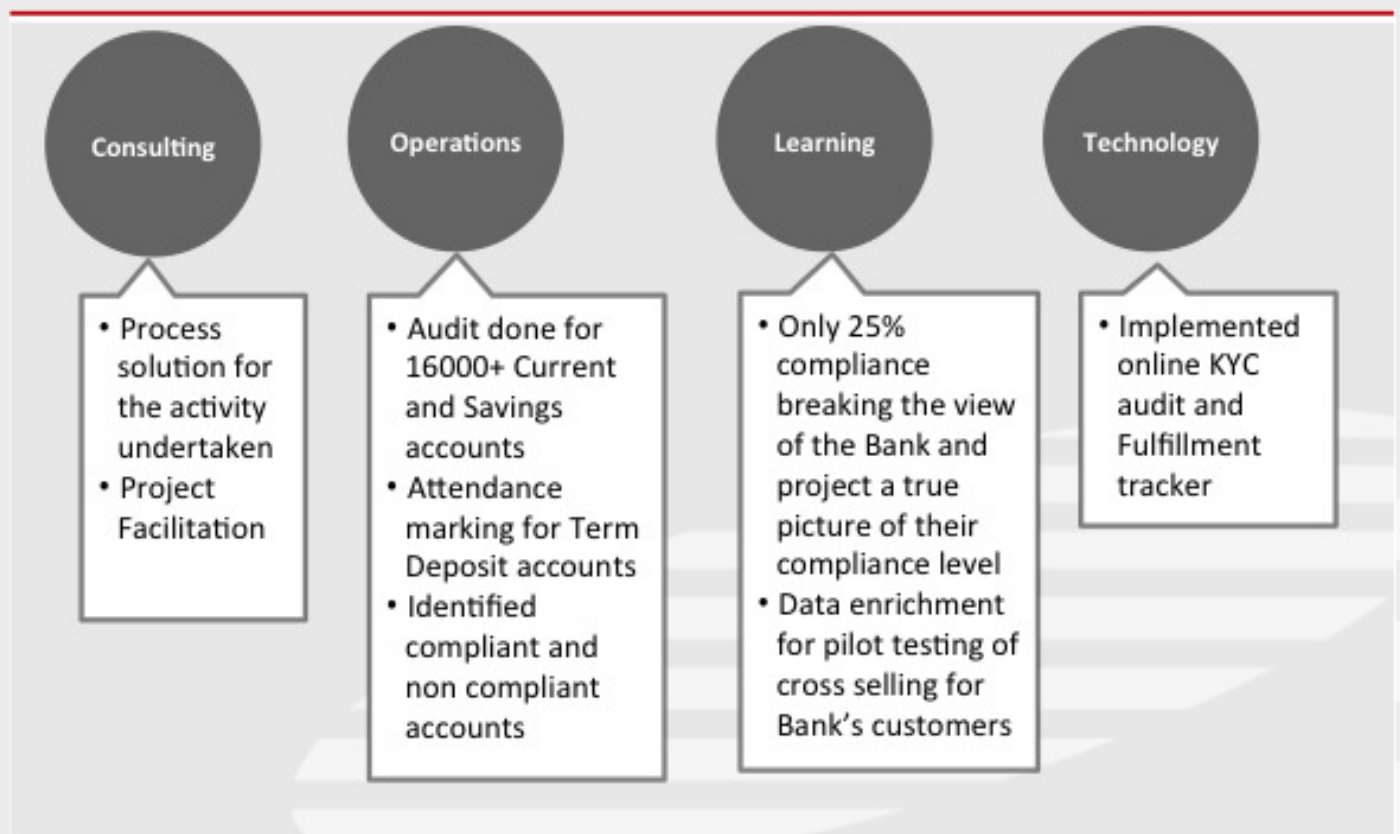 Consulting
• Process
solution for
the activity
undertaken
• Project
Facilitation
Operations
• Audit done for
16000+ Current
and Savings
accounts
• Attendance
marking for Term
Deposit accounts
• Identified
compliant and
non compliant
accounts
Learning
• Only 25%
compliance
breaking the view
of the Bank and
project a true
picture of their
compliance level
• Data enrichment
for pilot testing of
cross selling for
Bank’s customers
Technology
• Implemented
online KYC
audit and
Fulfillment
tracker